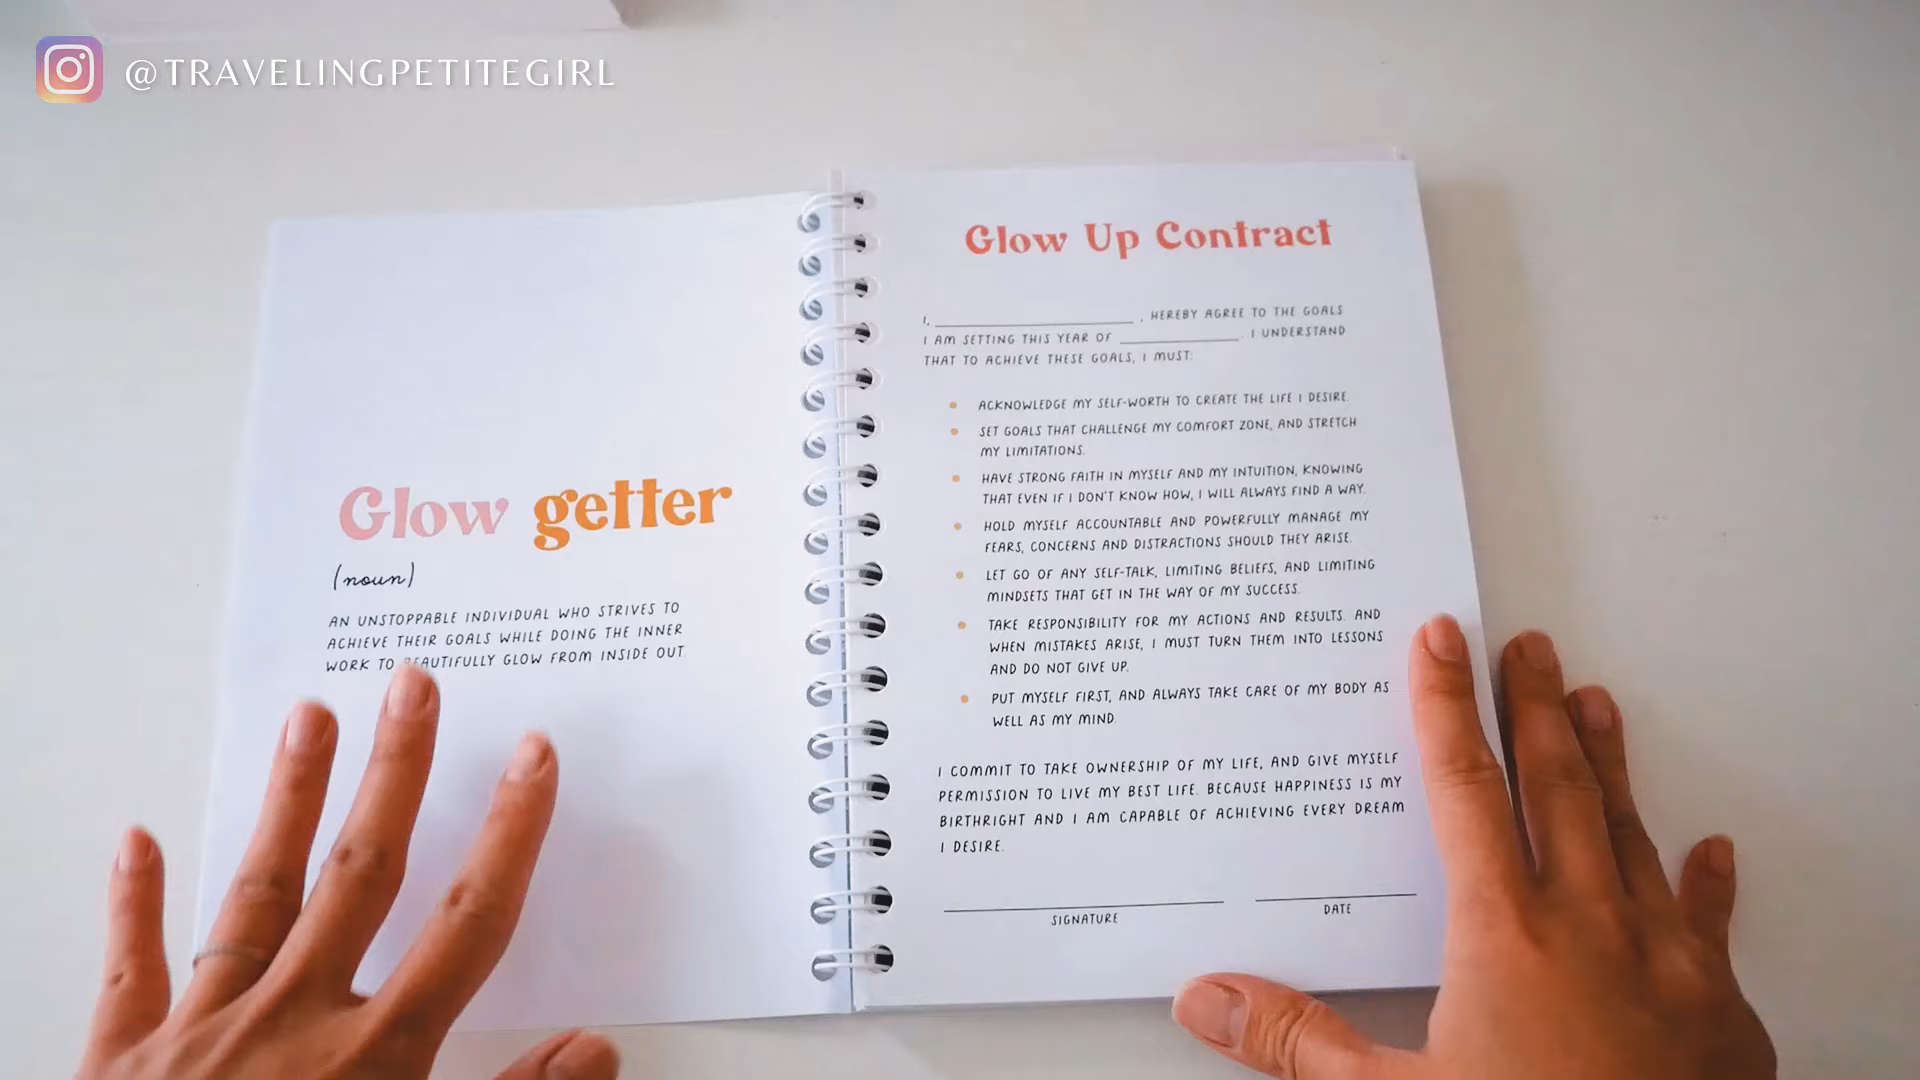 @TRAVELINGPETITEGIRL
Glow getter
(noun)
AN UNSTOPPABLE INDIVIDUAL WHO STRIVES TO
ACHIEVE THEIR GOALS WHILE DOING THE INNER
WORK TO BEAUTIFULLY GLOW FROM INSIDE OUT.
Glow Up Contract
I, ____________________, HEREBY AGREE TO THE GOALS
I AM SETTING THIS YEAR OF ____________. I UNDERSTAND
THAT TO ACHIEVE THESE GOALS, I MUST:
• ACKNOWLEDGE MY SELF-WORTH TO CREATE THE LIFE I DESIRE.
• SET GOALS THAT CHALLENGE MY COMFORT ZONE, AND STRETCH
MY LIMITATIONS.
• HAVE STRONG FAITH IN MYSELF AND MY INTUITION, KNOWING
THAT EVEN IF I DON'T KNOW HOW, I WILL ALWAYS FIND A WAY.
• HOLD MYSELF ACCOUNTABLE AND POWERFULLY MANAGE MY
FEARS, CONCERNS AND DISTRACTIONS SHOULD THEY ARISE.
• LET GO OF ANY SELF-TALK, LIMITING BELIEFS, AND LIMITING
MINDSETS THAT GET IN THE WAY OF MY SUCCESS.
• TAKE RESPONSIBILITY FOR MY ACTIONS AND RESULTS. AND
WHEN MISTAKES ARISE, I MUST TURN THEM INTO LESSONS
AND DO NOT GIVE UP.
• PUT MYSELF FIRST, AND ALWAYS TAKE CARE OF MY BODY AS
WELL AS MY MIND.
I COMMIT TO TAKE OWNERSHIP OF MY LIFE, AND GIVE MYSELF
PERMISSION TO LIVE MY BEST LIFE. BECAUSE HAPPINESS IS MY
BIRTHRIGHT AND I AM CAPABLE OF ACHIEVING EVERY DREAM
I DESIRE.
SIGNATURE
DATE